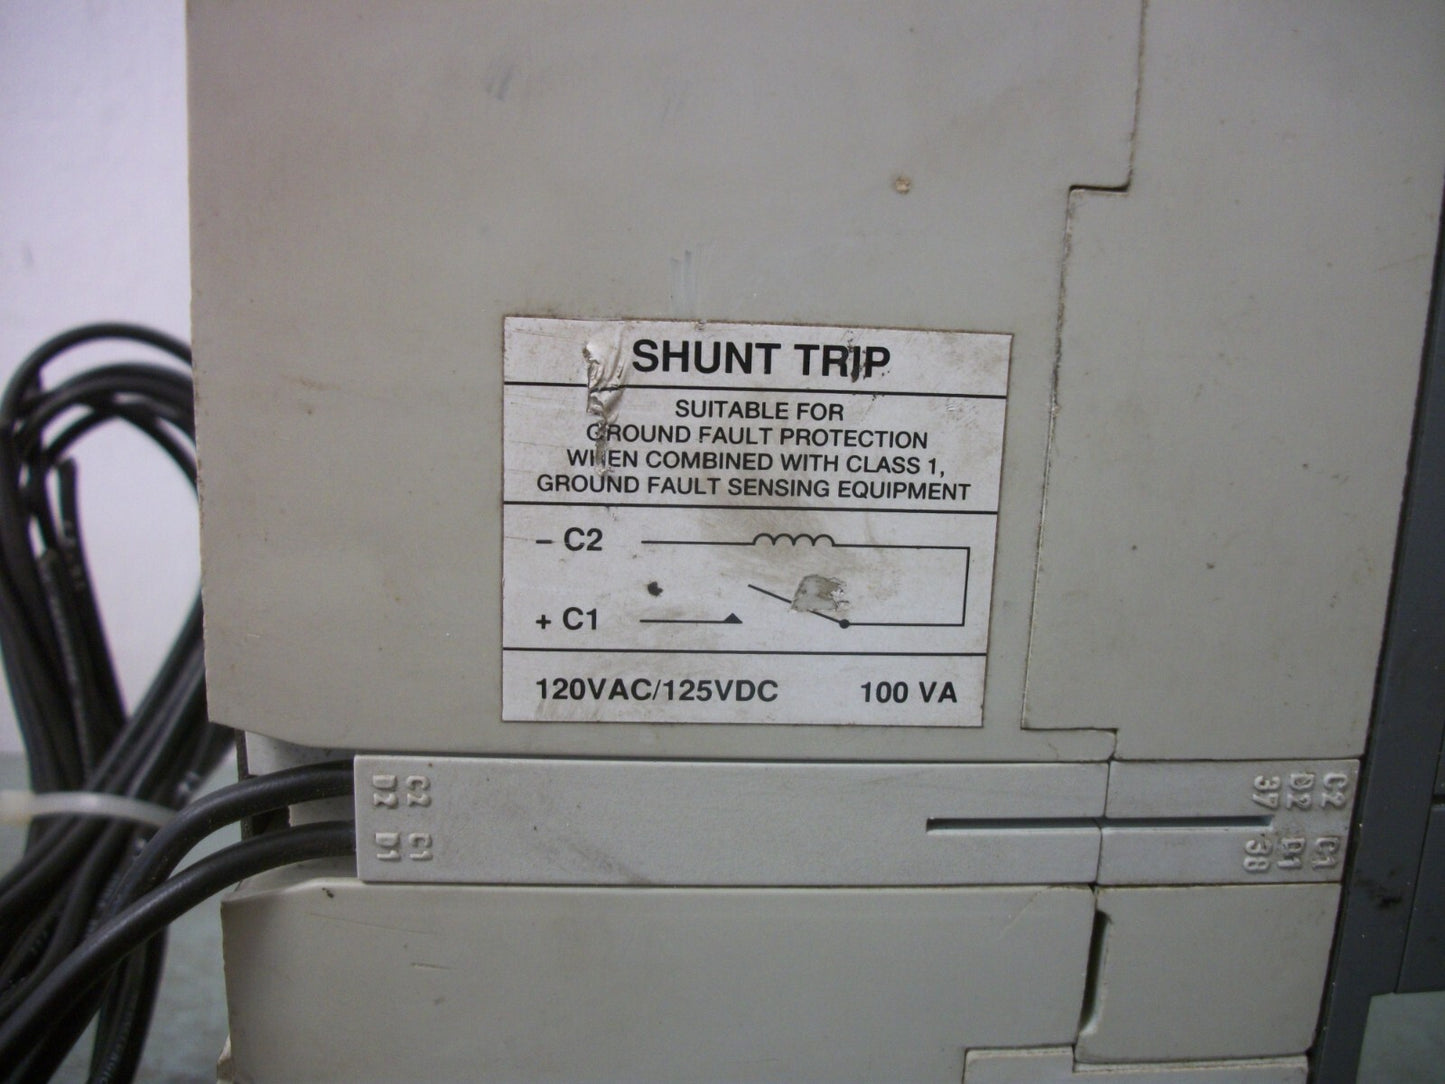 SHUNT TRIP
SUITABLE FOR
GROUND FAULT PROTECTION
WHEN COMBINED WITH CLASS 1,
GROUND FAULT SENSING EQUIPMENT
– C2
+ C1
120VAC/125VDC 100 VA
C2 C1
D2 D1
C2 C1
D2 D1
37 38